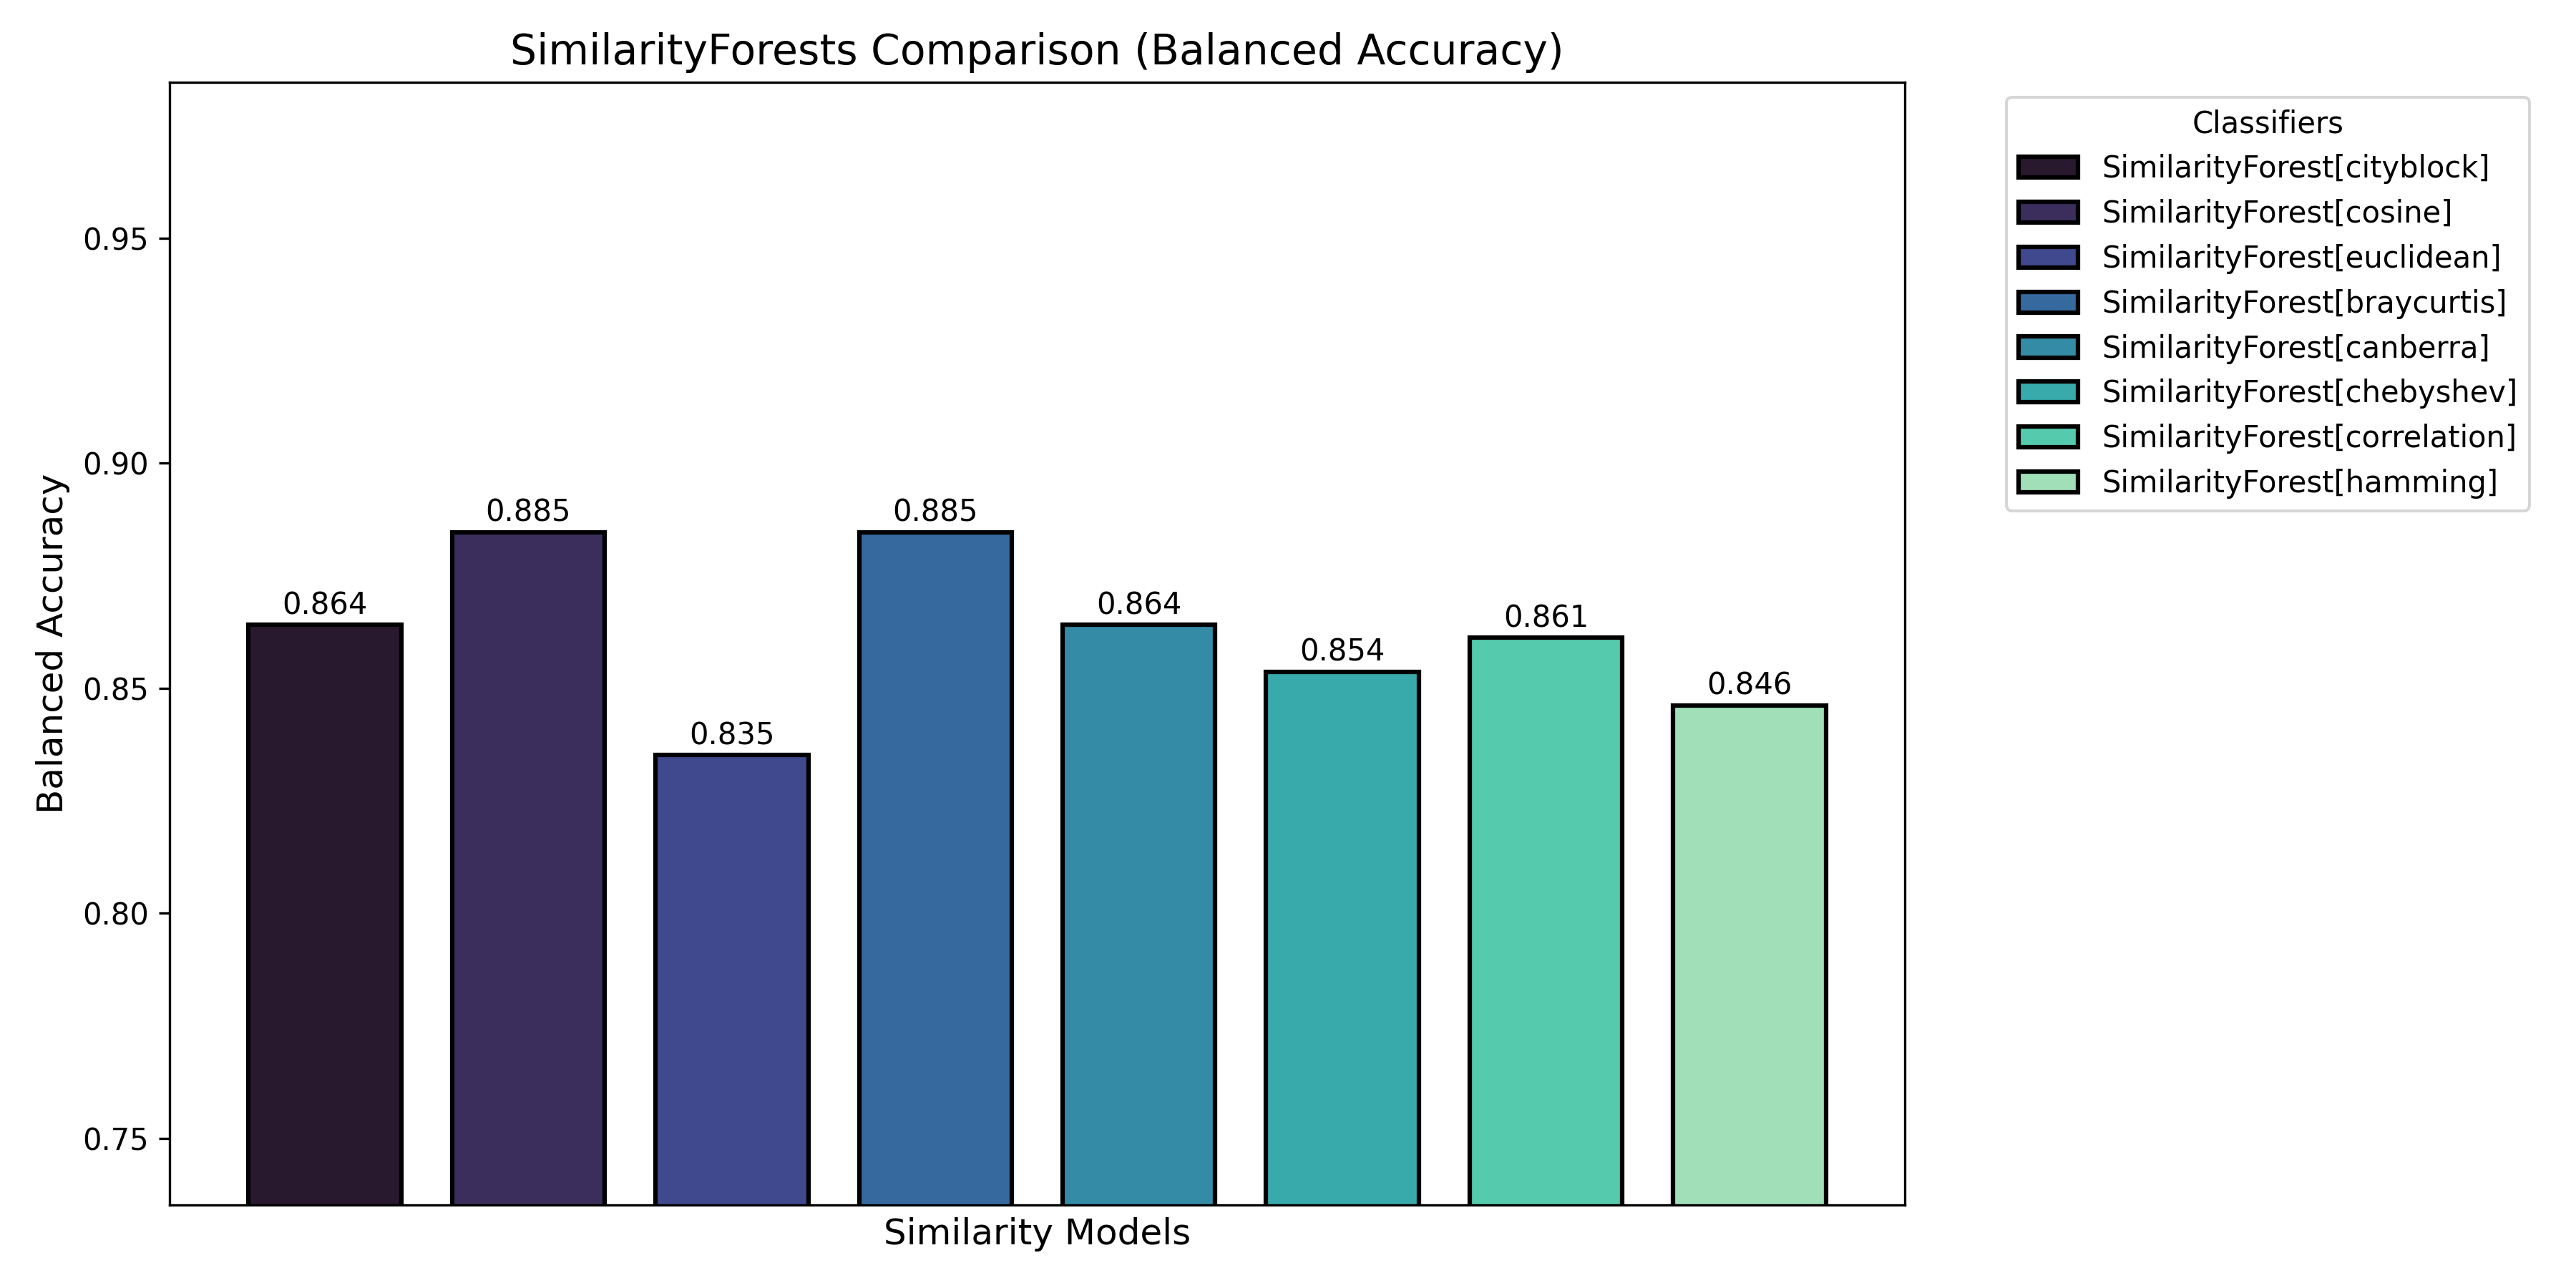 SimilarityForests Comparison (Balanced Accuracy)
Balanced Accuracy
0.95
0.90
0.85
0.80
0.75
0.864
0.885
0.835
0.885
0.864
0.854
0.861
0.846
Similarity Models
Classifiers
SimilarityForest[cityblock]
SimilarityForest[cosine]
SimilarityForest[euclidean]
SimilarityForest[braycurtis]
SimilarityForest[canberra]
SimilarityForest[chebyshev]
SimilarityForest[correlation]
SimilarityForest[hamming]